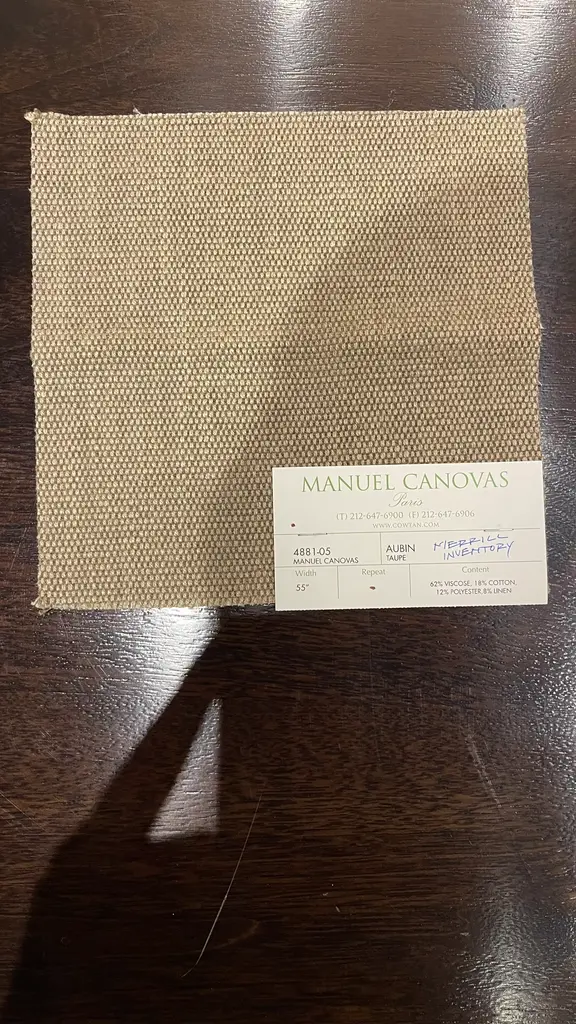 MANUEL CANOVAS
Paris
(T) 212-647-6900 (F) 212-647-6906
WWW.COWTAN.COM
4881-05
MANUEL CANOVAS
AUBIN
TAUPE
MERRILL
INVENTORY
Width
55"
Repeat
Content
62% VISCOSE, 18% COTTON,
12% POLYESTER,8% LINEN